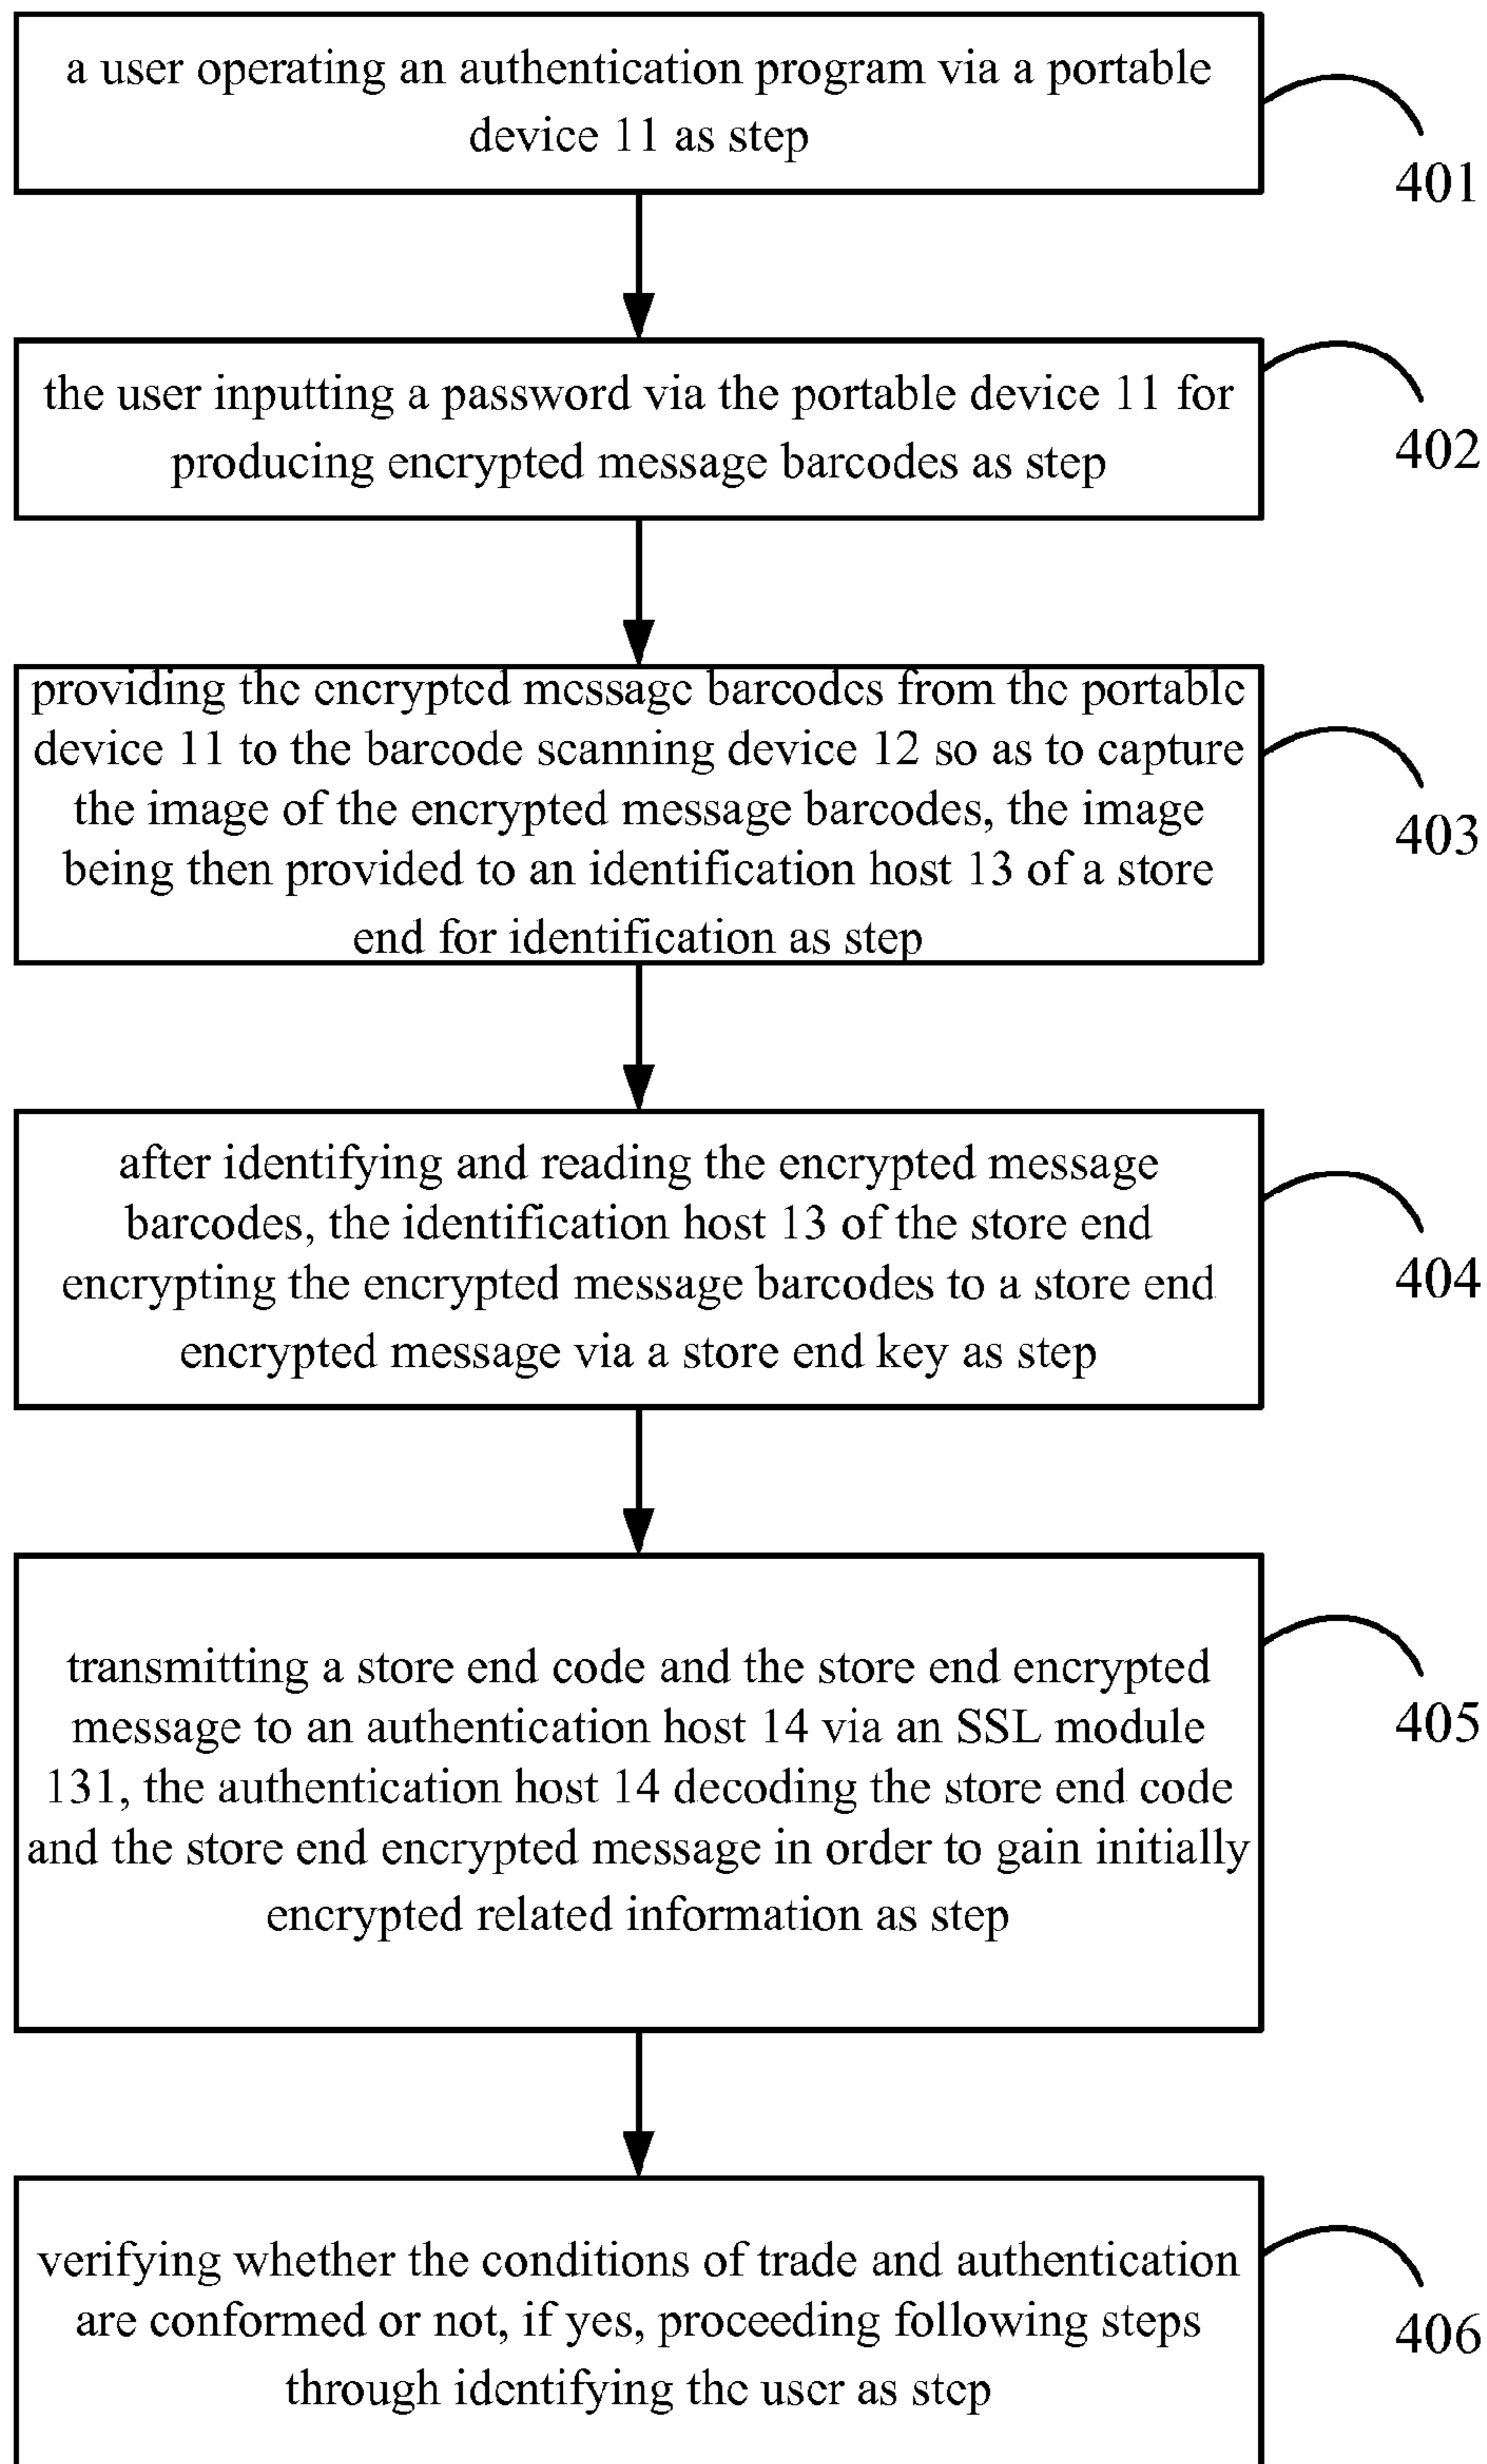 a user operating an authentication program via a portable
device 11 as step
401
the user inputting a password via the portable device 11 for
producing encrypted message barcodes as step
402
providing the encrypted message barcodes from the portable
device 11 to the barcode scanning device 12 so as to capture
the image of the encrypted message barcodes, the image
being then provided to an identification host 13 of a store
end for identification as step
403
after identifying and reading the encrypted message
barcodes, the identification host 13 of the store end
encrypting the encrypted message barcodes to a store end
encrypted message via a store end key as step
404
transmitting a store end code and the store end encrypted
message to an authentication host 14 via an SSL module
131, the authentication host 14 decoding the store end code
and the store end encrypted message in order to gain initially
encrypted related information as step
405
verifying whether the conditions of trade and authentication
are conformed or not, if yes, proceeding following steps
through identifying the user as step
406